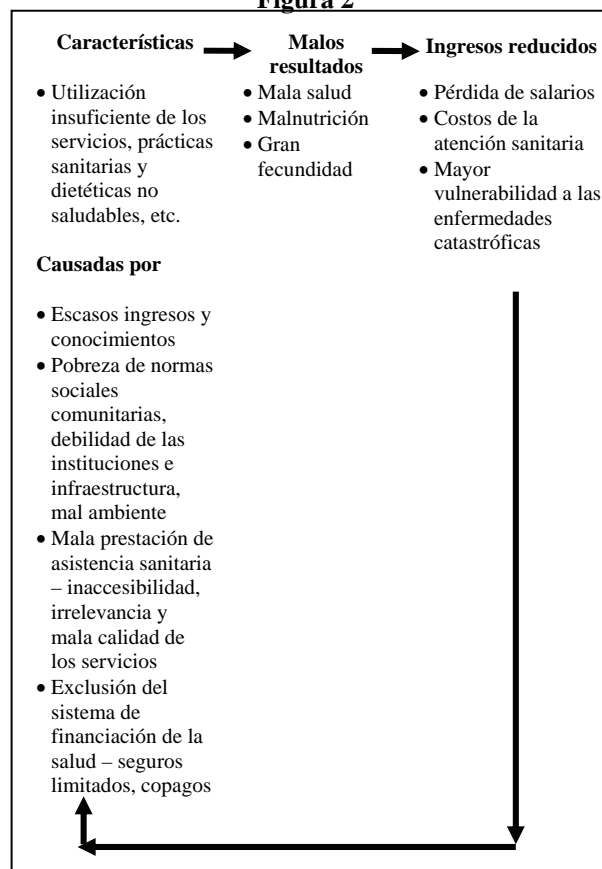 Figura 2
Características
Malos
resultados
Ingresos reducidos
• Utilización
insuficiente de los
servicios, prácticas
sanitarias y
dietéticas no
saludables, etc.
• Mala salud
• Malnutrición
• Gran
fecundidad
• Pérdida de salarios
• Costos de la
atención sanitaria
• Mayor
vulnerabilidad a las
enfermedades
catastróficas
Causadas por
• Escasos ingresos y
conocimientos
• Pobreza de normas
sociales
comunitarias,
debilidad de las
instituciones e
infraestructura,
mal ambiente
• Mala prestación de
asistencia sanitaria
– inaccesibilidad,
irrelevancia y
mala calidad de
los servicios
• Exclusión del
sistema de
financiación de la
salud – seguros
limitados, copagos